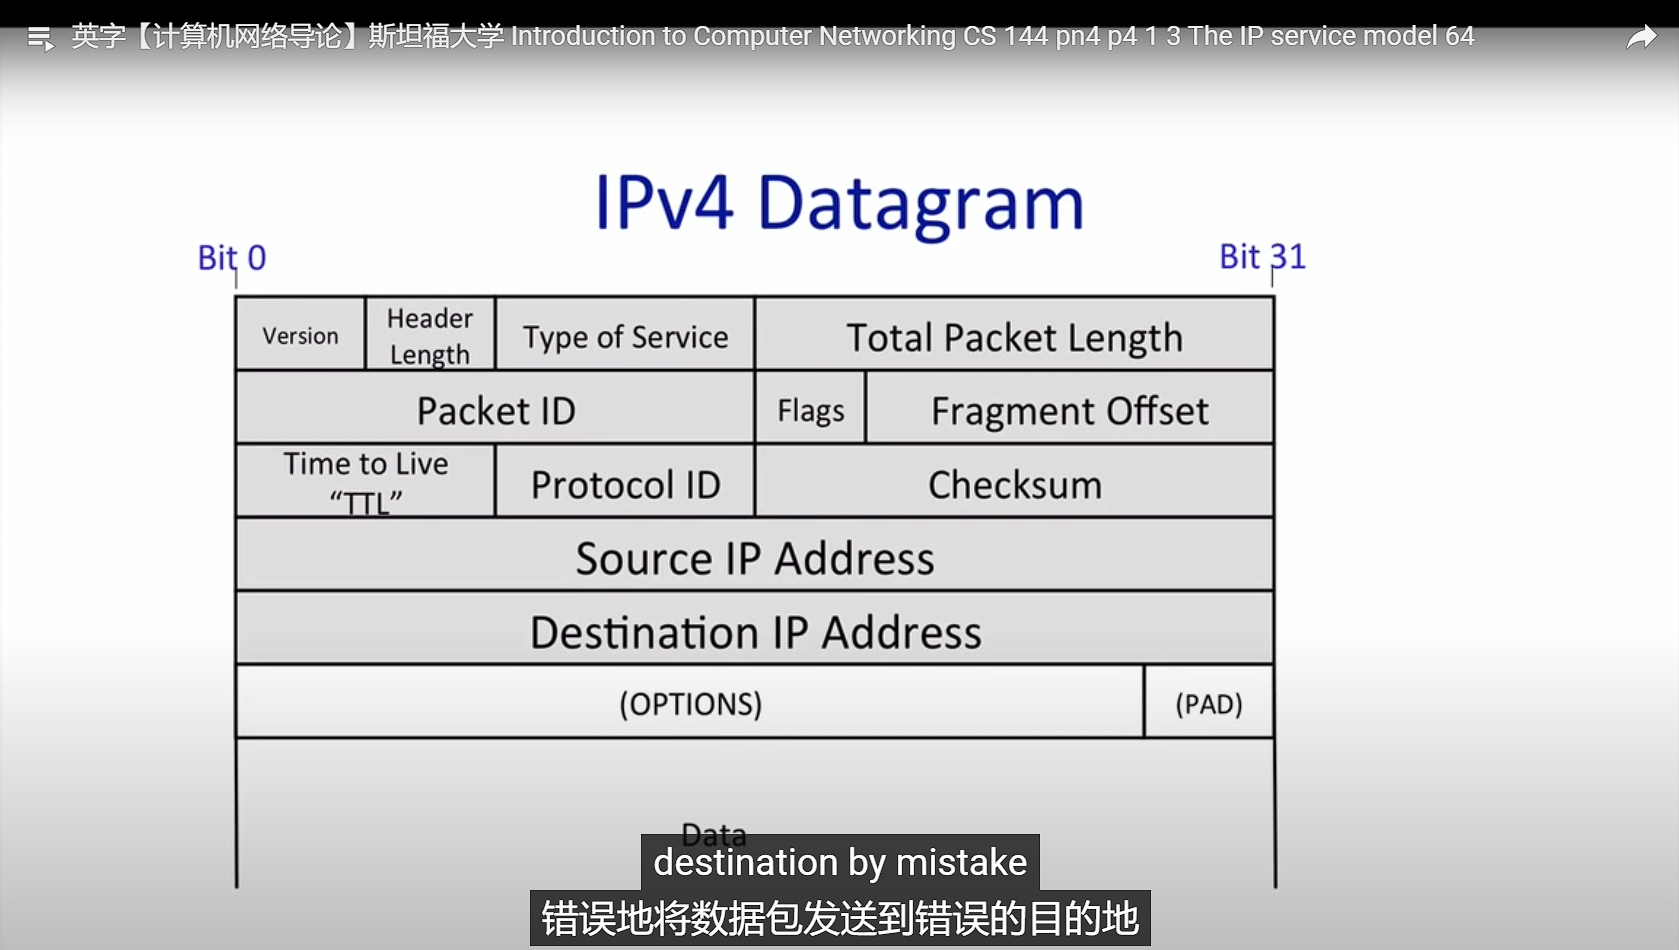 英字【计算机网络导论】斯坦福大学 Introduction to Computer Networking CS 144 pn4 p4 1 3 The IP service model 64
IPv4 Datagram
Bit 0
Bit 31
Version
Header
Length
Type of Service
Total Packet Length
Packet ID
Flags
Fragment Offset
Time to Live
“TTL”
Protocol ID
Checksum
Source IP Address
Destination IP Address
(OPTIONS)
(PAD)
Data
destination by mistake
错误地将数据包发送到错误的目的地